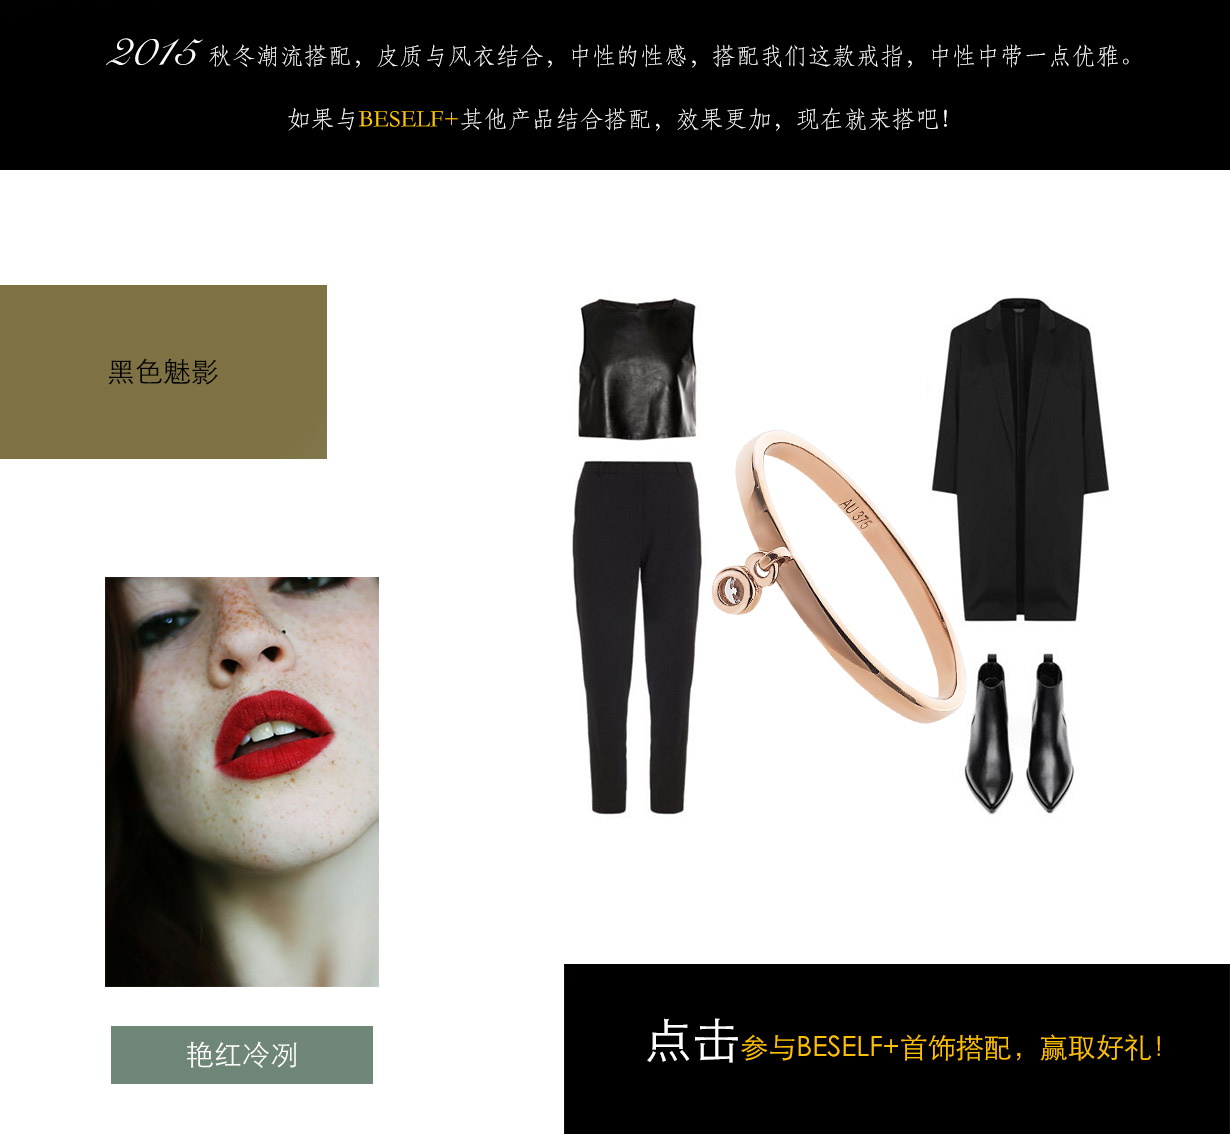 2015 秋冬潮流搭配，皮质与风衣结合，中性的性感，搭配我们这款戒指，中性中带一点优雅。
如果与BESELF+其他产品结合搭配，效果更加，现在就来搭吧！
黑色魅影
AU 375
艳红冷冽
点击参与BESELF+首饰搭配，赢取好礼！